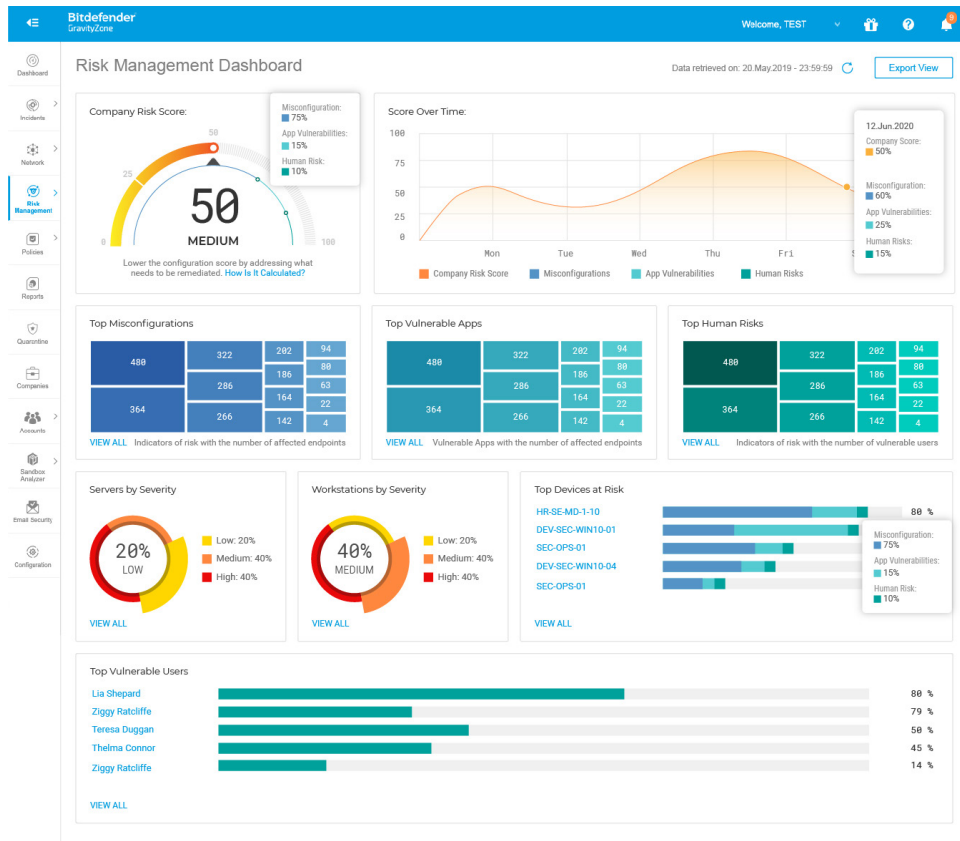 Bitdefender
GravityZone
Welcome, TEST
Dashboard
Incidents
Network
Risk
Management
Policies
Reports
Quarantine
Companies
Accounts
Sandbox
Analyzer
Email Security
Configuration
Risk Management Dashboard
Data retrieved on: 20.May.2019 - 23:59:59
Export View
Company Risk Score:
Misconfiguration:
75%
App Vulnerabilities:
15%
Human Risk:
10%
0
25
50
100
50
MEDIUM
Lower the configuration score by addressing what
needs to be remediated. How Is It Calculated?
Score Over Time:
100
75
50
25
0
Mon
Tue
Wed
Thu
Fri
S
Company Risk Score
Misconfigurations
App Vulnerabilities
Human Risks
12.Jun.2020
Company Score:
50%
Misconfiguration:
60%
App Vulnerabilities:
25%
Human Risks:
15%
Top Misconfigurations
480
364
322
286
266
202
186
164
142
94
80
63
22
4
VIEW ALL
Indicators of risk with the number of affected endpoints
Top Vulnerable Apps
480
364
322
286
266
202
186
164
142
94
80
63
22
4
VIEW ALL
Vulnerable Apps with the number of affected endpoints
Top Human Risks
480
364
322
286
266
202
186
164
142
94
80
63
22
4
VIEW ALL
Indicators of risk with the number of vulnerable users
Servers by Severity
20%
LOW
Low: 20%
Medium: 40%
High: 40%
VIEW ALL
Workstations by Severity
40%
MEDIUM
Low: 20%
Medium: 40%
High: 40%
VIEW ALL
Top Devices at Risk
HR-SE-MD-1-10
80 %
DEV-SEC-WIN10-01
SEC-OPS-01
DEV-SEC-WIN10-04
SEC-OPS-01
Misconfiguration:
75%
App Vulnerabilities:
15%
Human Risk:
10%
VIEW ALL
Top Vulnerable Users
Lia Shepard 80 %
Ziggy Ratcliffe 79 %
Teresa Duggan 50 %
Thelma Connor 45 %
Ziggy Ratcliffe 14 %
VIEW ALL